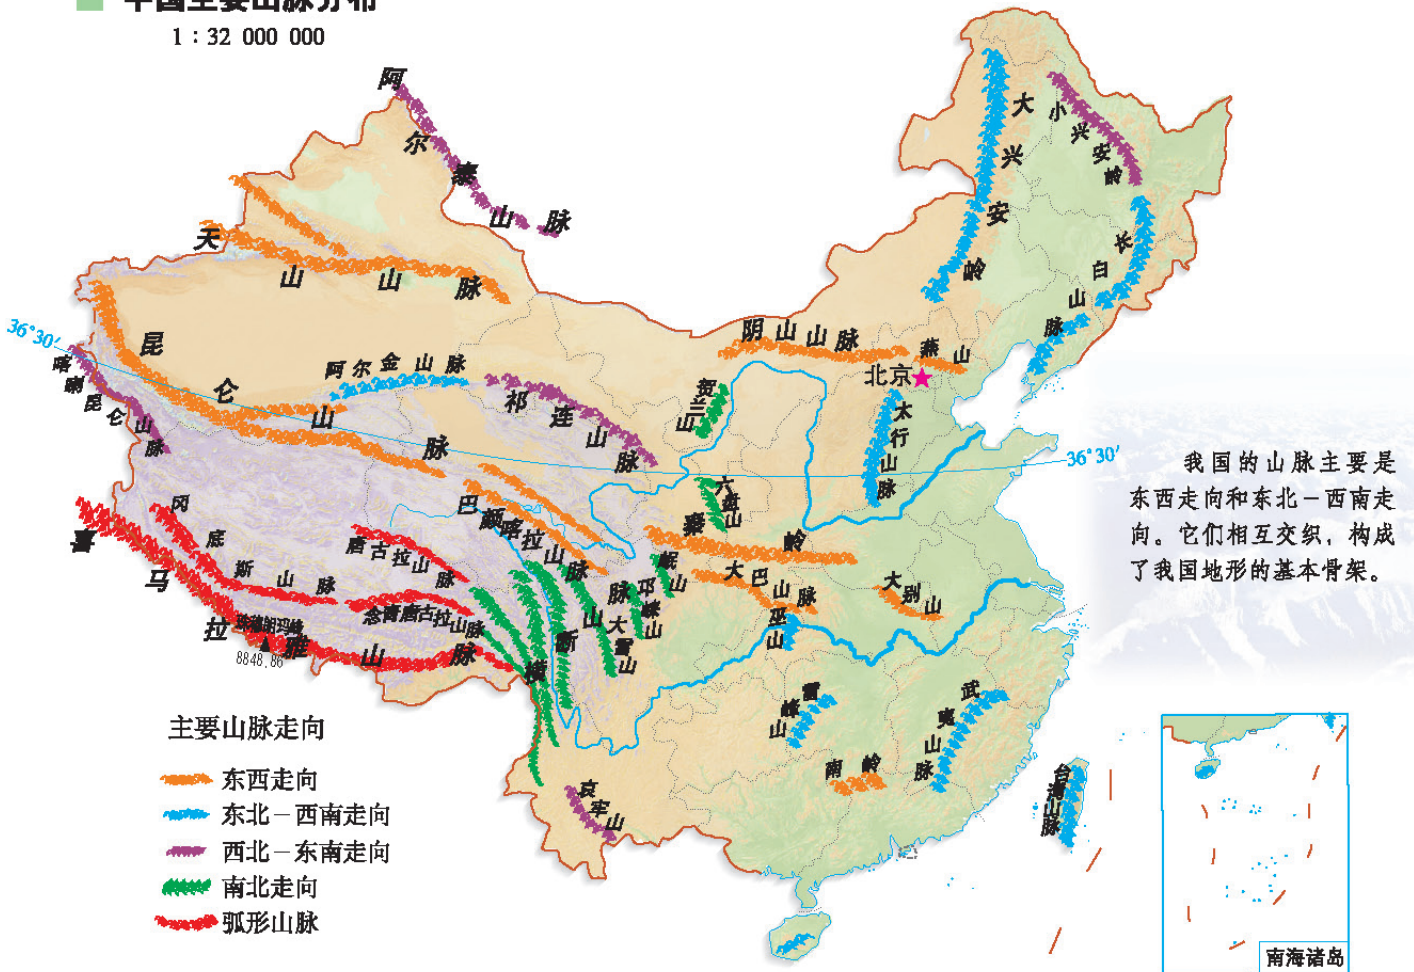 中国主要山脉分布
1：32 000 000
阿尔泰山脉
天山山脉
大兴安岭
小兴安岭
长白山脉
36°30′
昆仑山脉
喀喇昆仑山脉
阿尔金山脉
祁连山脉
阴山山脉
燕山
北京
贺兰山
太行山脉
36°30′
六盘山
我国的山脉主要是
东西走向和东北－西南走
向。它们相互交织，构成
了我国地形的基本骨架。
喜马拉雅山脉
冈底斯山脉
唐古拉山脉
念青唐古拉山脉
巴颜喀拉山脉
秦岭
大巴山脉
大别山
巫山
岷山
邛崃山
大雪山
横断山脉
珠穆朗玛峰
8848.86
雪峰山
武夷山脉
南岭
哀牢山
台湾山脉
主要山脉走向
东西走向
东北－西南走向
西北－东南走向
南北走向
弧形山脉
南海诸岛